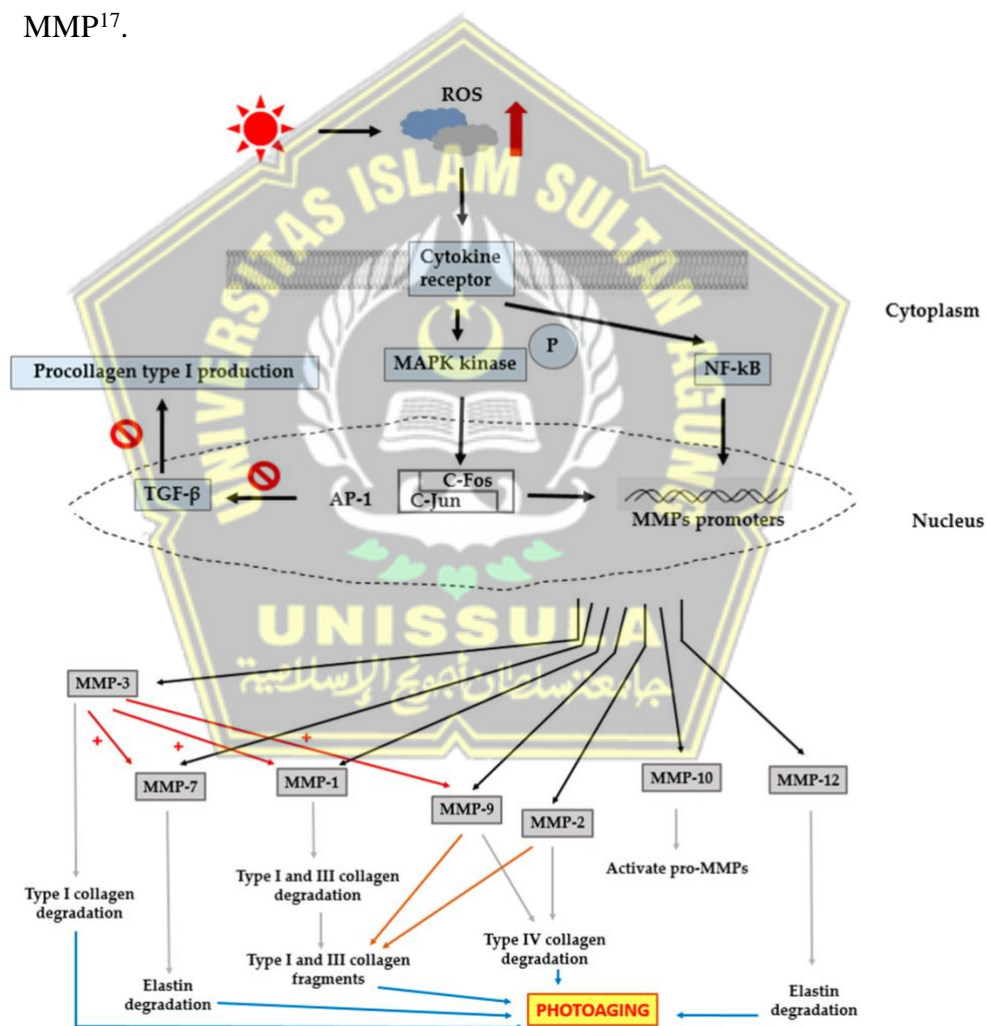 MMP¹⁷.
ROS
UNIVERSITAS ISLAM SULTAN AGUNG
Cytokine
receptor
Cytoplasm
P
MAPK kinase
NF-kB
Procollagen type I production
C-Fos
C-Jun
AP-1
TGF-β
MMPs promoters
Nucleus
UNISSULA
جامعة سلطان أجونج الإسلامية
MMP-3
+
+
+
MMP-7
MMP-1
MMP-9
MMP-2
MMP-10
MMP-12
Type I collagen
degradation
Type I and III collagen
degradation
Activate pro-MMPs
Type I and III collagen
fragments
Type IV collagen
degradation
Elastin
degradation
PHOTOAGING
Elastin
degradation